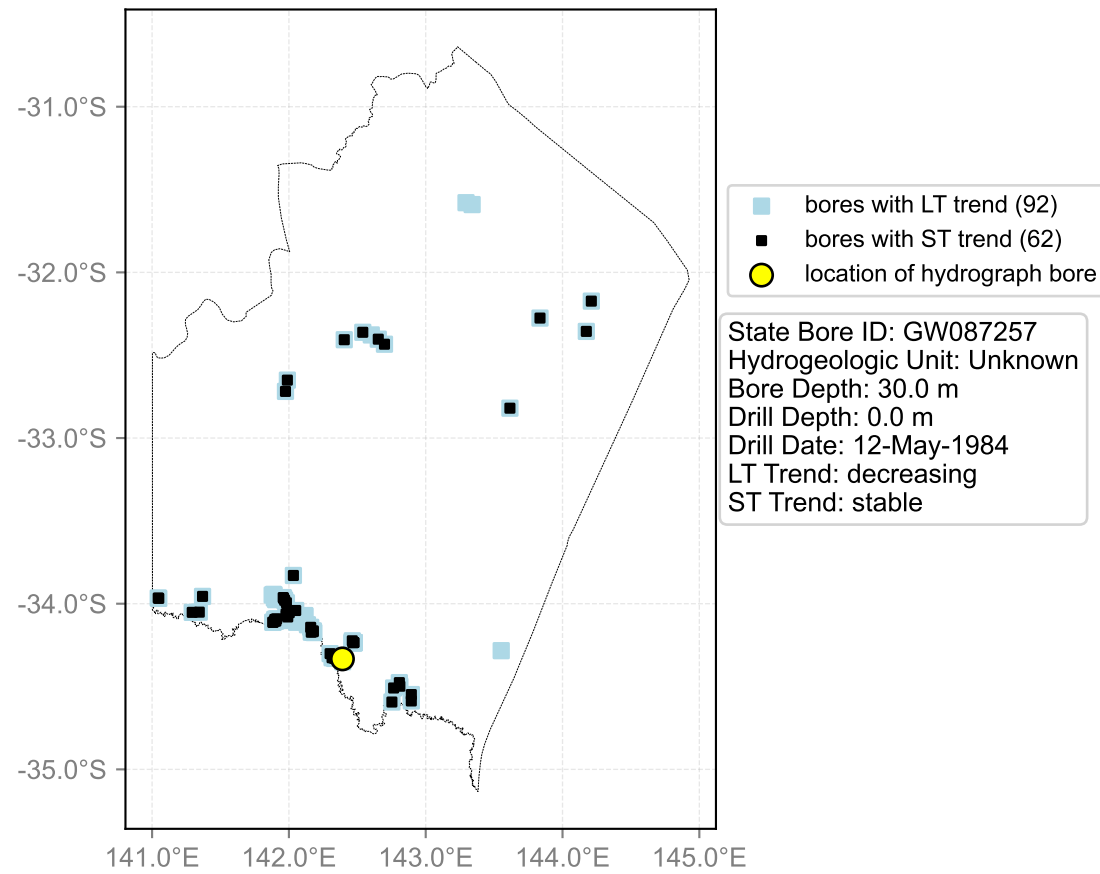 -31.0°S
-32.0°S
-33.0°S
-34.0°S
-35.0°S
141.0°E 142.0°E 143.0°E 144.0°E 145.0°E
bores with LT trend (92)
bores with ST trend (62)
location of hydrograph bore
State Bore ID: GW087257
Hydrogeologic Unit: Unknown
Bore Depth: 30.0 m
Drill Depth: 0.0 m
Drill Date: 12-May-1984
LT Trend: decreasing
ST Trend: stable